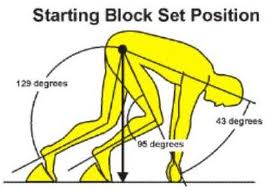 Starting Block Set Position
129 degrees
43 degrees
95 degrees